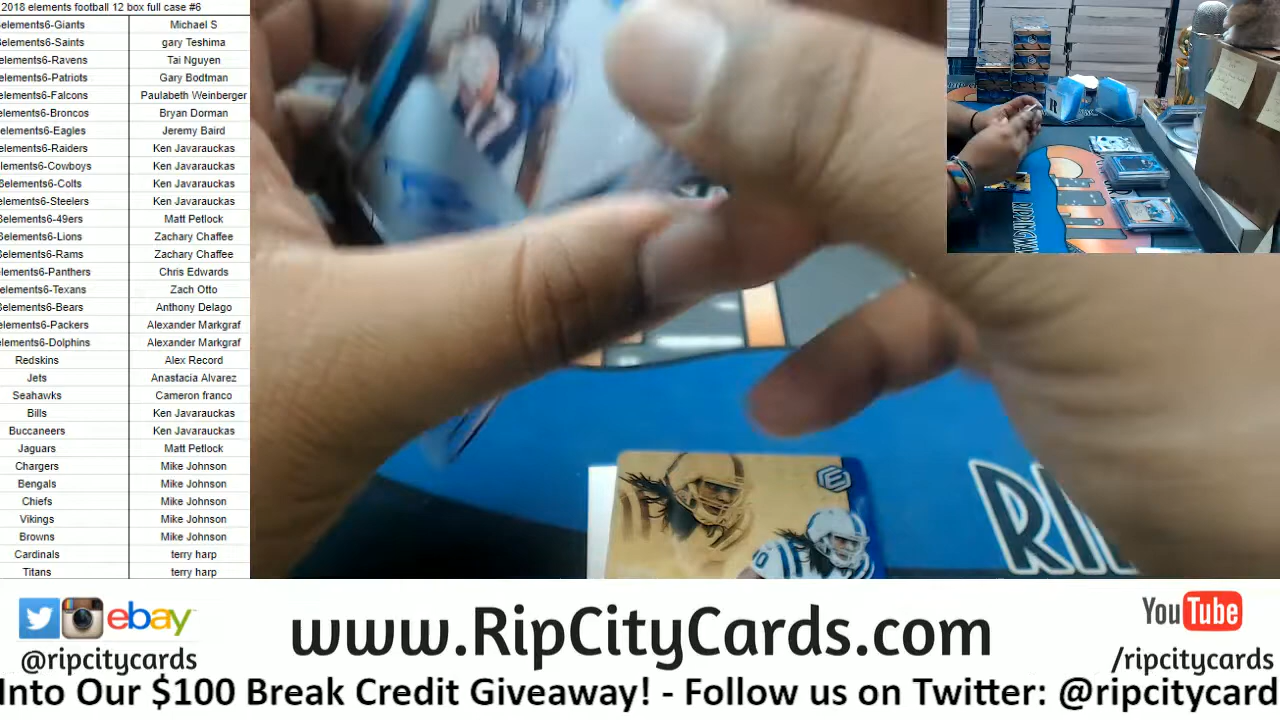 2018 elements football 12 box full case #6
elements6-Giants Michael S
elements6-Saints gary Teshima
elements6-Ravens Tai Nguyen
elements6-Patriots Gary Bodtman
elements6-Falcons Paulabeth Weinberger
elements6-Broncos Bryan Dorman
elements6-Eagles Jeremy Baird
elements6-Raiders Ken Javarauckas
elements6-Cowboys Ken Javarauckas
elements6-Colts Ken Javarauckas
elements6-Steelers Ken Javarauckas
elements6-49ers Matt Petlock
elements6-Lions Zachary Chaffee
elements6-Rams Zachary Chaffee
elements6-Panthers Chris Edwards
elements6-Texans Zach Otto
elements6-Bears Anthony Delago
elements6-Packers Alexander Markgraf
elements6-Dolphins Alexander Markgraf
Redskins Alex Record
Jets Anastacia Alvarez
Seahawks Cameron franco
Bills Ken Javarauckas
Buccaneers Ken Javarauckas
Jaguars Matt Petlock
Chargers Mike Johnson
Bengals Mike Johnson
Chiefs Mike Johnson
Vikings Mike Johnson
Browns Mike Johnson
Cardinals terry harp
Titans terry harp
E
RI
ebay
@ripcitycards
www.RipCityCards.com
YouTube
/ripcitycards
Into Our $100 Break Credit Giveaway! - Follow us on Twitter: @ripcitycard